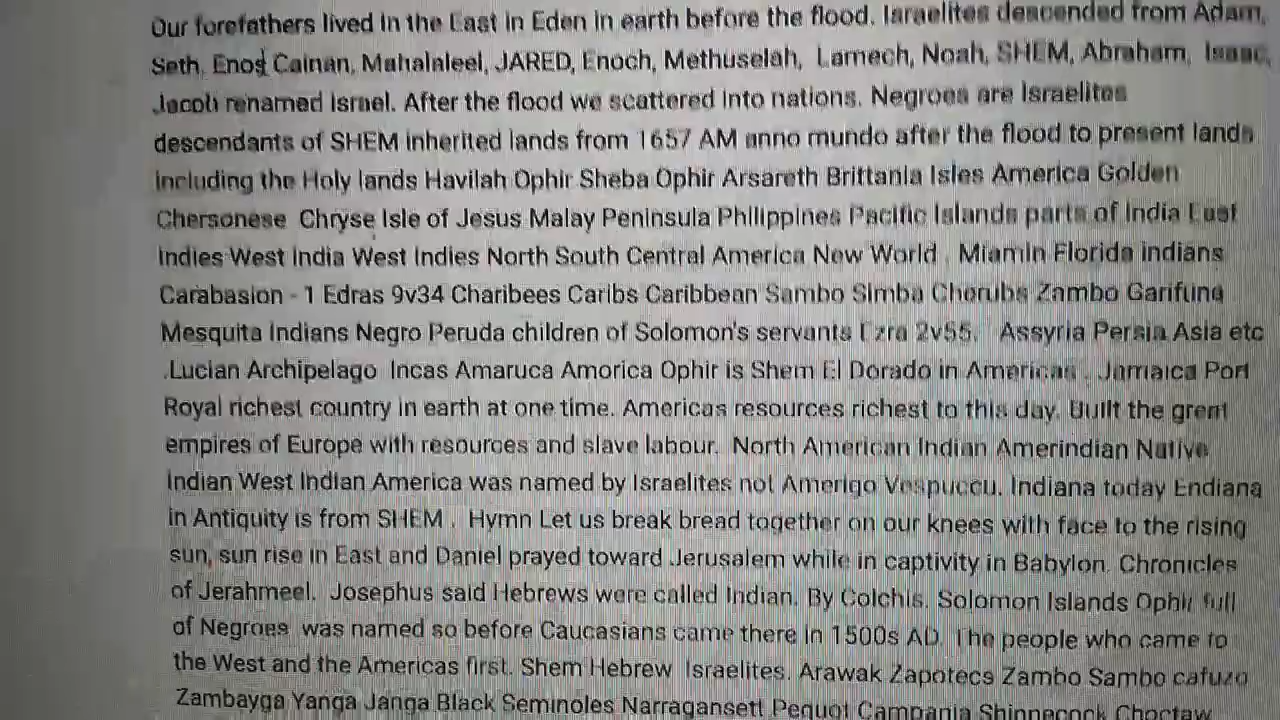 Our forefathers lived in the East in Eden in earth before the flood. Israelites descended from Adam,
Seth, Enos Cainan, Mahalaleel, JARED, Enoch, Methuselah, Lamech, Noah, SHEM, Abraham, Isaac,
Jacob renamed Israel. After the flood we scattered into nations. Negroes are Israelites
descendants of SHEM inherited lands from 1657 AM anno mundo after the flood to present lands
including the Holy lands Havilah Ophir Sheba Ophir Arsareth Brittania Isles America Golden
Chersonese Chryse Isle of Jesus Malay Peninsula Philippines Pacific Islands parts of India East
Indies West India West Indies North South Central America New World . Miamin Florida indians
Carabasion - 1 Edras 9v34 Charibees Caribs Caribbean Sambo Simba Cherubs Zambo Garifuna
Mesquita Indians Negro Peruda children of Solomon's servants Ezra 2v55. Assyria Persia Asia etc
.Lucian Archipelago Incas Amaruca Amorica Ophir is Shem El Dorado in Americas . Jamaica Port
Royal richest country in earth at one time. Americas resources richest to this day. Built the great
empires of Europe with resources and slave labour. North American Indian Amerindian Native
Indian West Indian America was named by Israelites not Amerigo Vespuccu. Indiana today Endiana
in Antiquity is from SHEM . Hymn Let us break bread together on our knees with face to the rising
sun, sun rise in East and Daniel prayed toward Jerusalem while in captivity in Babylon. Chronicles
of Jerahmeel. Josephus said Hebrews were called Indian. By Colchis. Solomon Islands Ophir full
of Negroes was named so before Caucasians came there in 1500s AD. The people who came to
the West and the Americas first. Shem Hebrew Israelites. Arawak Zapotecs Zambo Sambo cafuzo
Zambayga Yanga Janga Black Seminoles Narragansett Pequot Campania Shinnecock Choctaw